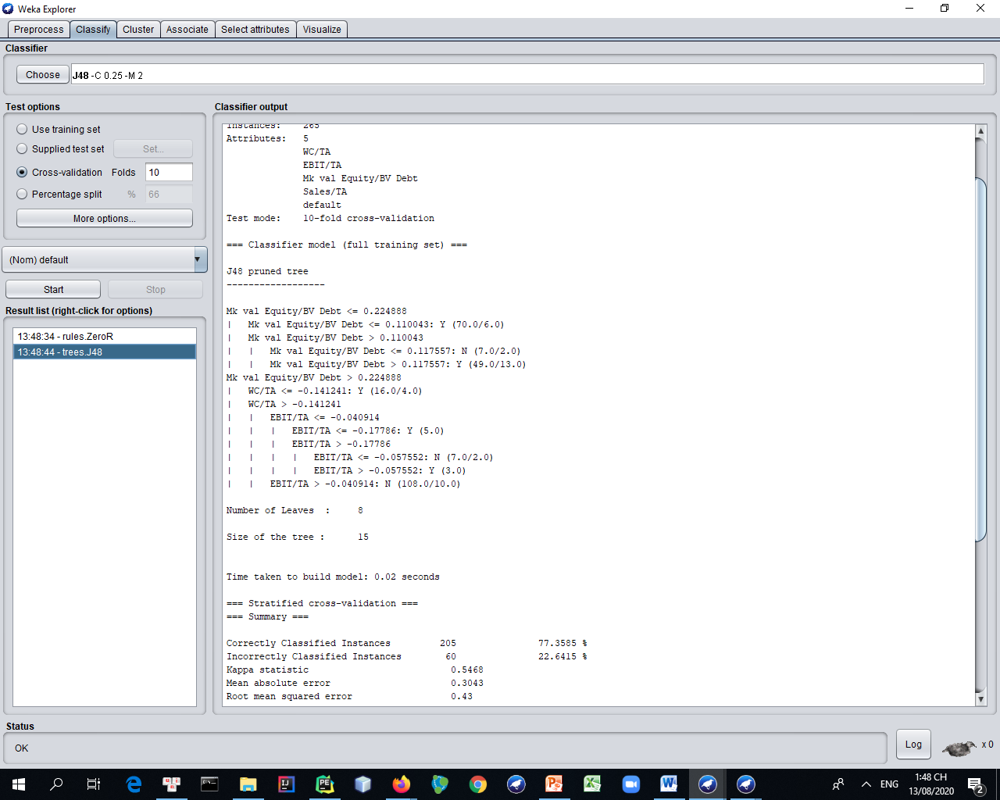 Weka Explorer
Preprocess Classify Cluster Associate Select attributes Visualize
Classifier
Choose J48 -C 0.25 -M 2
Test options
Use training set
Supplied test set Set...
Cross-validation Folds 10
Percentage split % 66
More options...
(Nom) default
Start Stop
Result list (right-click for options)
13:48:34 - rules.ZeroR
13:48:44 - trees.J48
Classifier output
Instances: 265
Attributes: 5
WC/TA
EBIT/TA
Mk val Equity/BV Debt
Sales/TA
default
Test mode: 10-fold cross-validation
=== Classifier model (full training set) ===
J48 pruned tree
------------------
Mk val Equity/BV Debt <= 0.224888
| Mk val Equity/BV Debt <= 0.110043: Y (70.0/6.0)
| Mk val Equity/BV Debt > 0.110043
| | Mk val Equity/BV Debt <= 0.117557: N (7.0/2.0)
| | Mk val Equity/BV Debt > 0.117557: Y (49.0/13.0)
Mk val Equity/BV Debt > 0.224888
| WC/TA <= -0.141241: Y (16.0/4.0)
| WC/TA > -0.141241
| | EBIT/TA <= -0.040914
| | | EBIT/TA <= -0.17786: Y (5.0)
| | | EBIT/TA > -0.17786
| | | | EBIT/TA <= -0.057552: N (7.0/2.0)
| | | | EBIT/TA > -0.057552: Y (3.0)
| | EBIT/TA > -0.040914: N (108.0/10.0)
Number of Leaves : 8
Size of the tree : 15
Time taken to build model: 0.02 seconds
=== Stratified cross-validation ===
=== Summary ===
Correctly Classified Instances 205 77.3585 %
Incorrectly Classified Instances 60 22.6415 %
Kappa statistic 0.5468
Mean absolute error 0.3043
Root mean squared error 0.43
Status
OK
Log
x 0
ENG
1:48 CH
13/08/2020
2